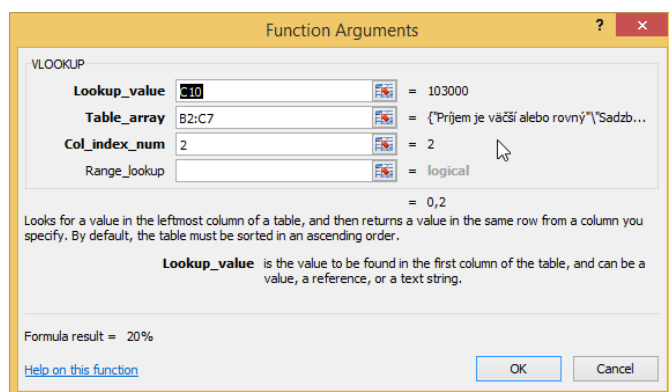 Function Arguments
? ×
VLOOKUP
Lookup_value C10 = 103000
Table_array B2:C7 = {"Príjem je väčší alebo rovný"\"Sadzb...
Col_index_num 2 = 2
Range_lookup = logical
= 0,2
Looks for a value in the leftmost column of a table, and then returns a value in the same row from a column you
specify. By default, the table must be sorted in an ascending order.
Lookup_value is the value to be found in the first column of the table, and can be a
value, a reference, or a text string.
Formula result = 20%
Help on this function OK Cancel